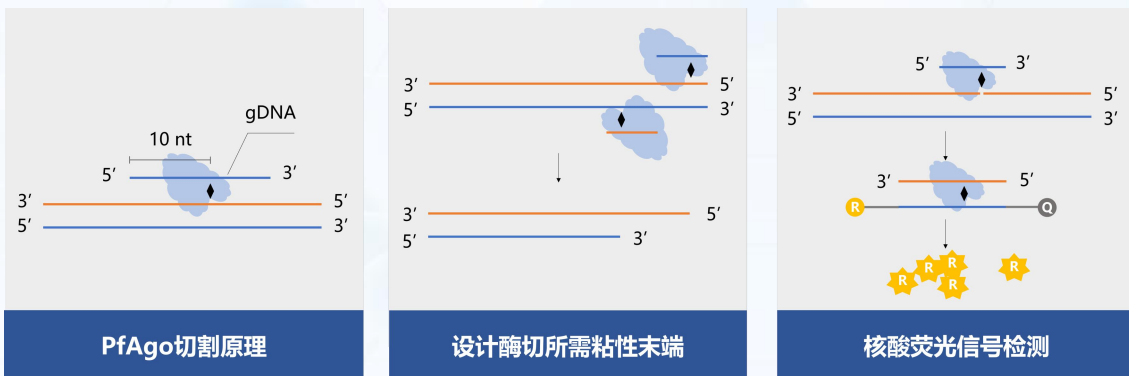 gDNA
10 nt
5′ 3′
3′ 5′
5′ 3′
PfAgo切割原理
3′ 5′
5′ 3′
3′ 5′
5′ 3′
设计酶切所需粘性末端
5′ 3′
3′ 5′
5′ 3′
3′ 5′
R Q
R R R R R
核酸荧光信号检测